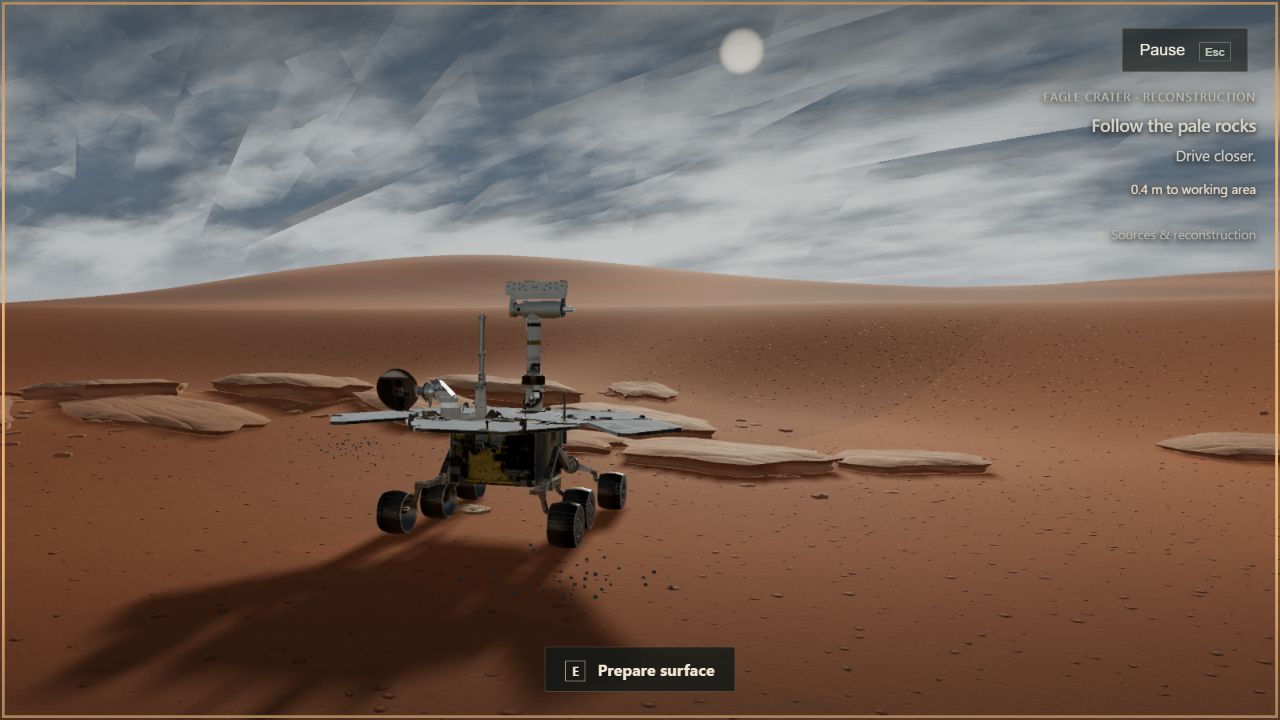 Pause Esc
EAGLE CRATER · RECONSTRUCTION
Follow the pale rocks
Drive closer.
0.4 m to working area
Sources & reconstruction
E Prepare surface